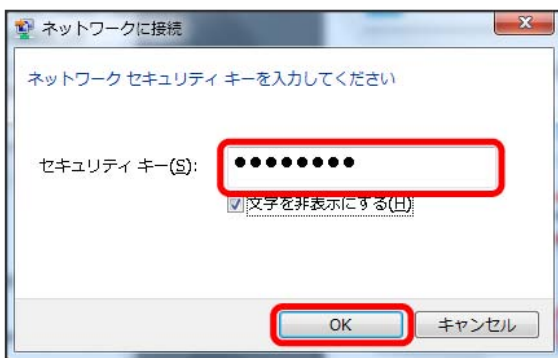 ネットワークに接続
ネットワーク セキュリティ キーを入力してください
セキュリティ キー(S): ●●●●●●●●
文字を非表示にする(H)
OK キャンセル